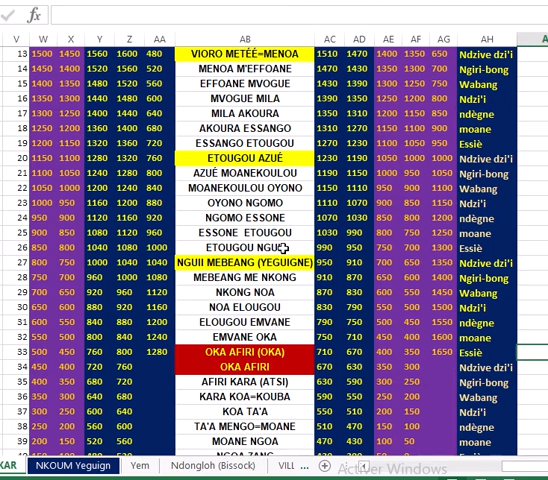 fx
V W X Y Z AA AB AC AD AE AF AG AH A
13 1500 1450 1560 1600 480 VIORO METÉÉ=MENOA 1510 1470 1400 1350 650 Ndzive dzi'i
14 1450 1400 1520 1560 520 MENOA M'EFFOANE 1470 1430 1350 1300 700 Ngiri-bong
15 1400 1350 1480 1520 560 EFFOANE MVOGUE 1430 1390 1300 1250 750 Wabang
16 1350 1300 1440 1480 600 MVOGUE MILA 1390 1350 1250 1200 800 Ndzi'i
17 1300 1250 1400 1440 640 MILA AKOURA 1350 1310 1200 1150 850 ndègne
18 1250 1200 1360 1400 680 AKOURA ESSANGO 1310 1270 1150 1100 900 moane
19 1200 1150 1320 1360 720 ESSANGO ETOUGOU 1270 1230 1100 1050 950 Essiè
20 1150 1100 1280 1320 760 ETOUGOU AZUÉ 1230 1190 1050 1000 1000 Ndzive dzi'i
21 1100 1050 1240 1280 800 AZUÉ MOANEKOULOU 1190 1150 1000 950 1050 Ngiri-bong
22 1050 1000 1200 1240 840 MOANEKOULOU OYONO 1150 1110 950 900 1100 Wabang
23 1000 950 1160 1200 880 OYONO NGOMO 1110 1070 900 850 1150 Ndzi'i
24 950 900 1120 1160 920 NGOMO ESSONE 1070 1030 850 800 1200 ndègne
25 900 850 1080 1120 960 ESSONE ETOUGOU 1030 990 800 750 1250 moane
26 850 800 1040 1080 1000 ETOUGOU NGUII 990 950 750 700 1300 Essiè
27 800 750 1000 1040 1040 NGUII MEBEANG (YEGUIGNE) 950 910 700 650 1350 Ndzive dzi'i
28 750 700 960 1000 1080 MEBEANG ME NKONG 910 870 650 600 1400 Ngiri-bong
29 700 650 920 960 1120 NKONG NOA 870 830 600 550 1450 Wabang
30 650 600 880 920 1160 NOA ELOUGOU 830 790 550 500 1500 Ndzi'i
31 600 550 840 880 1200 ELOUGOU EMVANE 790 750 500 450 1550 ndègne
32 550 500 800 840 1240 EMVANE OKA 750 710 450 400 1600 moane
33 500 450 760 800 1280 OKA AFIRI (OKA) 710 670 400 350 1650 Essiè
34 450 400 720 760 OKA AFIRI 670 630 350 300 Ndzive dzi'i
35 400 350 680 720 AFIRI KARA (ATSI) 630 590 300 250 Ngiri-bong
36 350 300 640 680 KARA KOA=KOUBA 590 550 250 200 Wabang
37 300 250 600 640 KOA TA'A 550 510 200 150 Ndzi'i
38 250 200 560 600 TA'A MENGO=MOANE 510 470 150 100 ndègne
39 200 150 520 560 MOANE NGOA 470 430 100 50 moane
KAR NKOUM Yeguign Yem Ndongloh (Bissock) VILL ...
Activer Windows